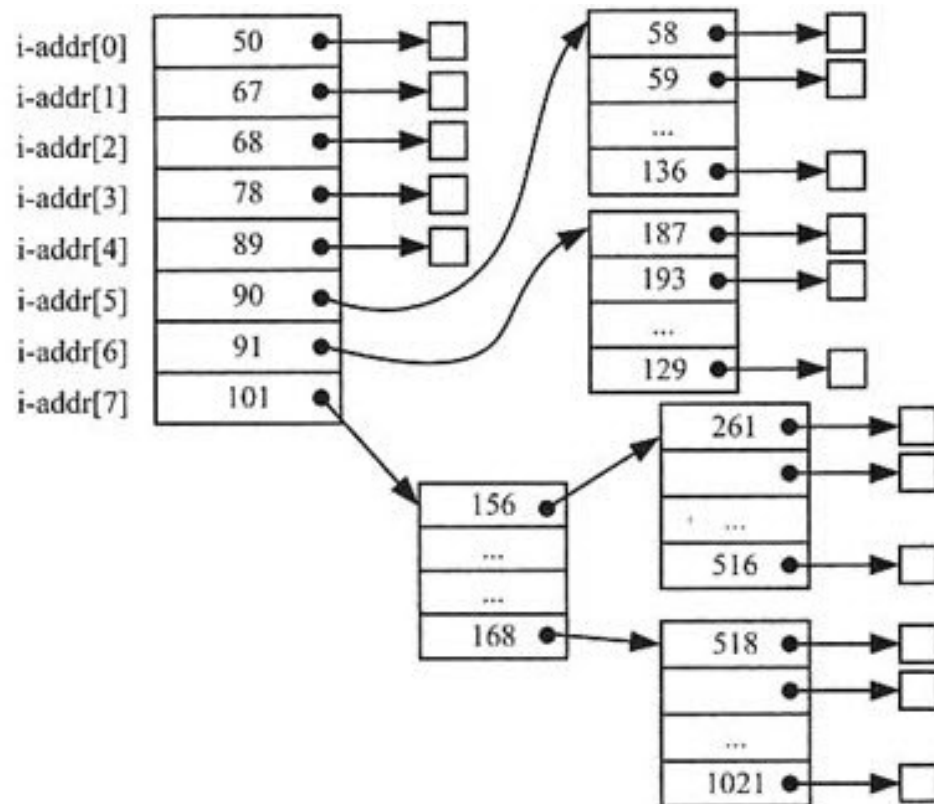 i-addr[0] 50
i-addr[1] 67
i-addr[2] 68
i-addr[3] 78
i-addr[4] 89
i-addr[5] 90
i-addr[6] 91
i-addr[7] 101
58
59
...
136
187
193
...
129
156
...
...
168
261
...
516
518
...
1021